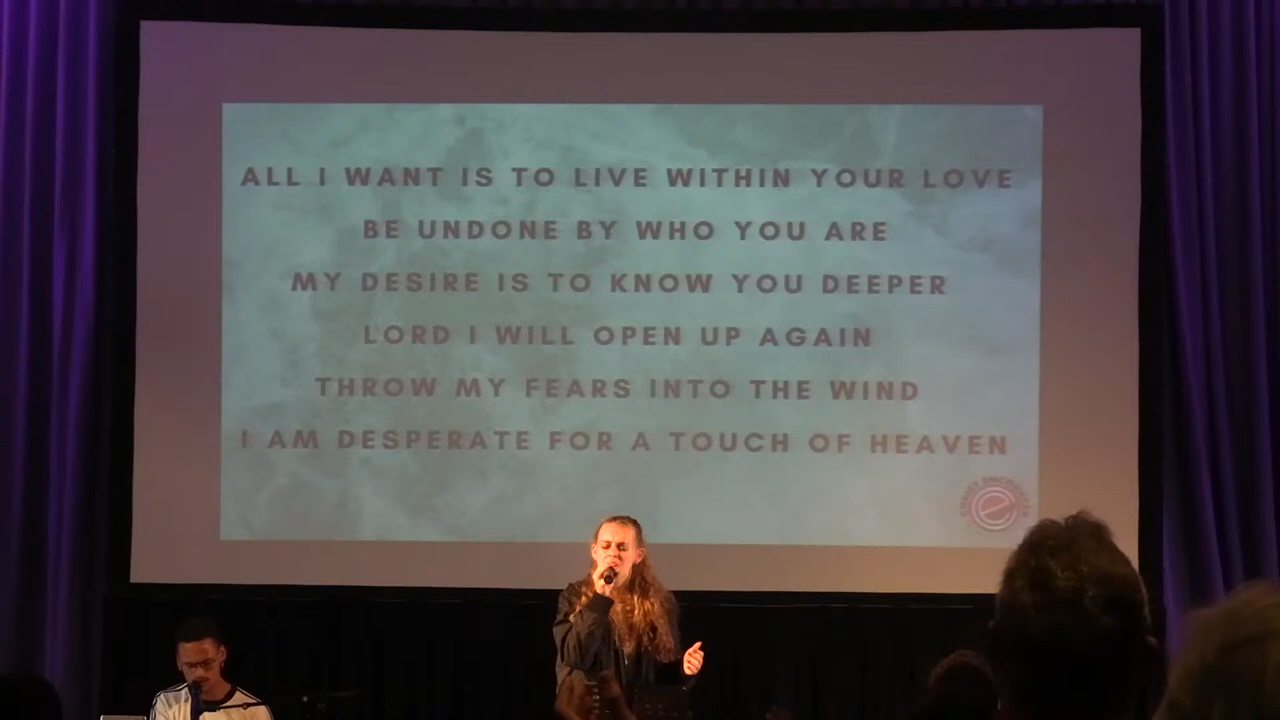 ALL I WANT IS TO LIVE WITHIN YOUR LOVE
BE UNDONE BY WHO YOU ARE
MY DESIRE IS TO KNOW YOU DEEPER
LORD I WILL OPEN UP AGAIN
THROW MY FEARS INTO THE WIND
I AM DESPERATE FOR A TOUCH OF HEAVEN